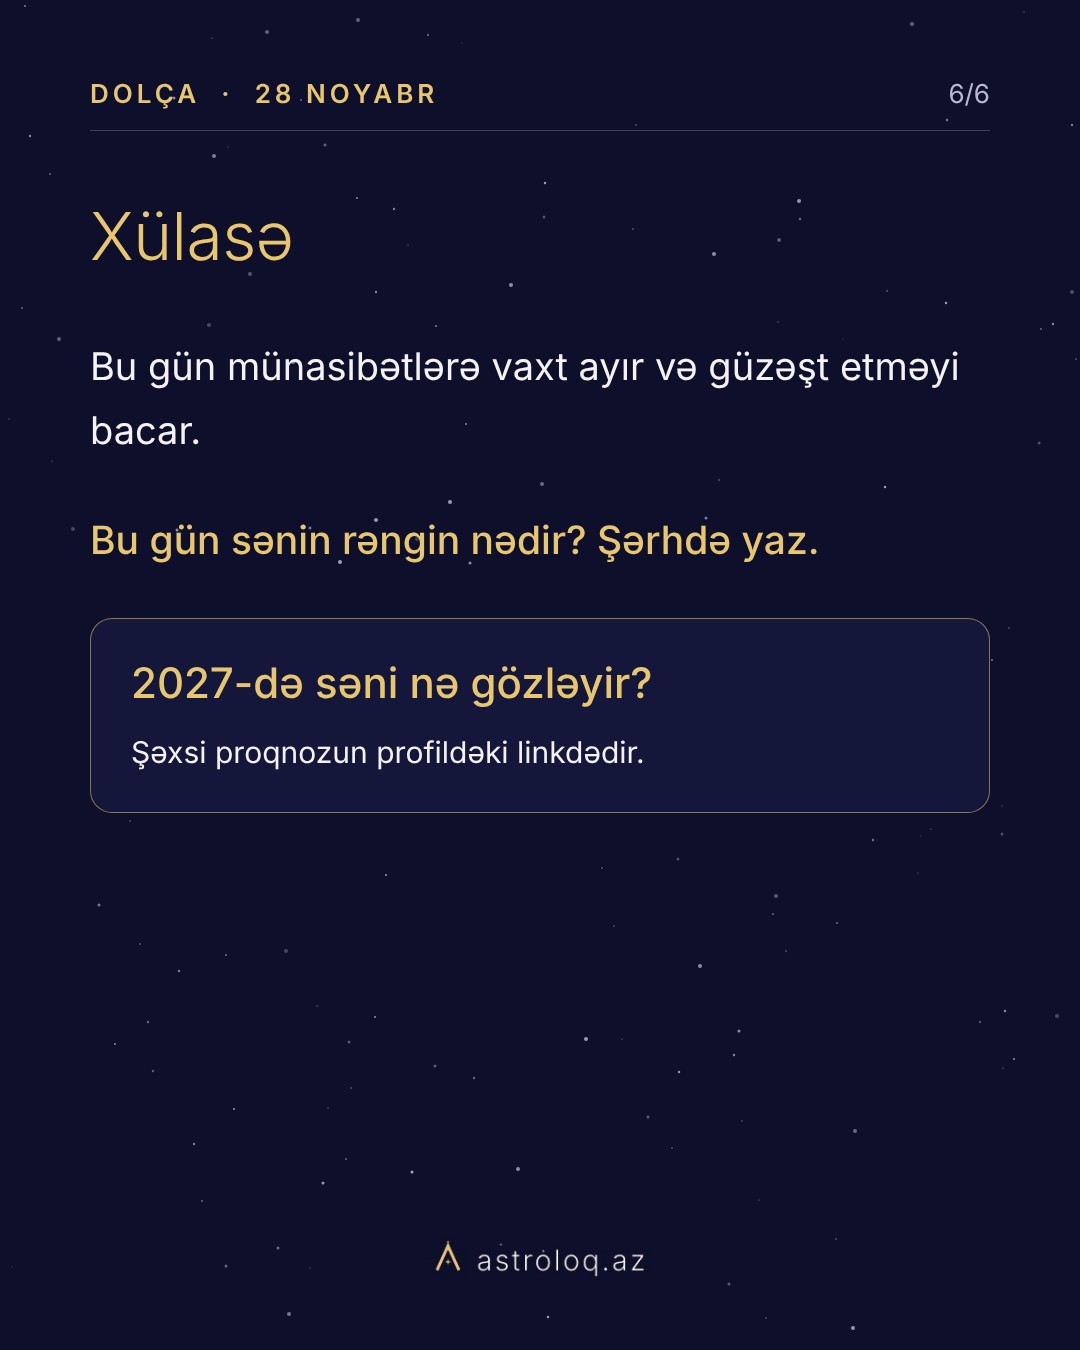 DOLÇA · 28 NOYABR 6/6
Xülasə
Bu gün münasibətlərə vaxt ayır və güzəşt etməyi
bacar.
Bu gün sənin rəngin nədir? Şərhdə yaz.
2027-də səni nə gözləyir?
Şəxsi proqnozun profildəki linkdədir.
astroloq.az